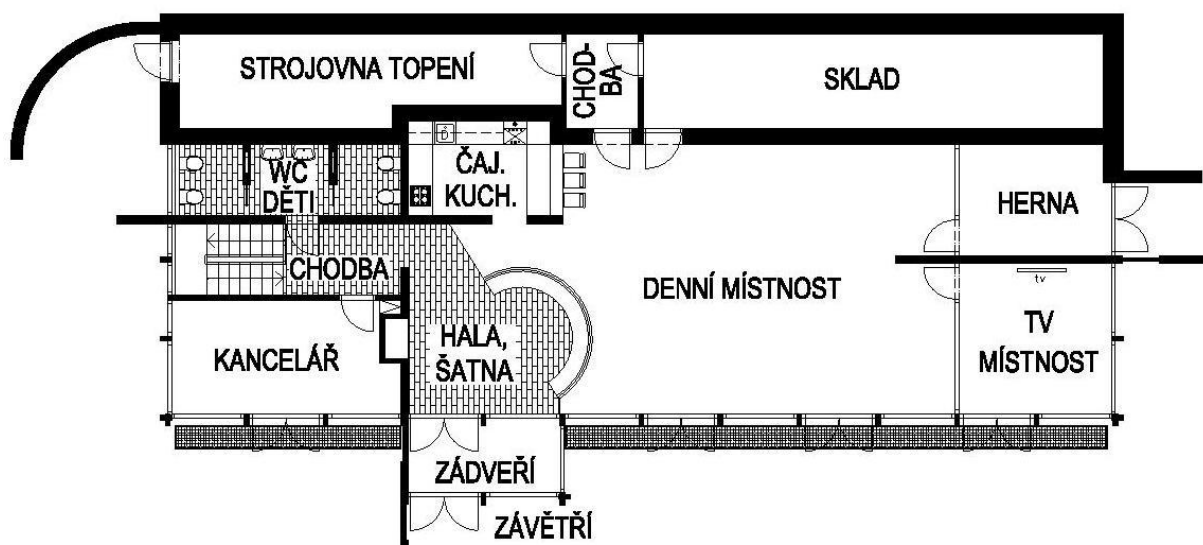 STROJOVNA TOPENÍ
CHOD-
BA
SKLAD
WC
DĚTI
ČAJ.
KUCH.
HERNA
CHODBA
DENNÍ MÍSTNOST
tv
TV
MÍSTNOST
KANCELÁŘ
HALA,
ŠATNA
ZÁDVEŘÍ
ZÁVĚTŘÍ